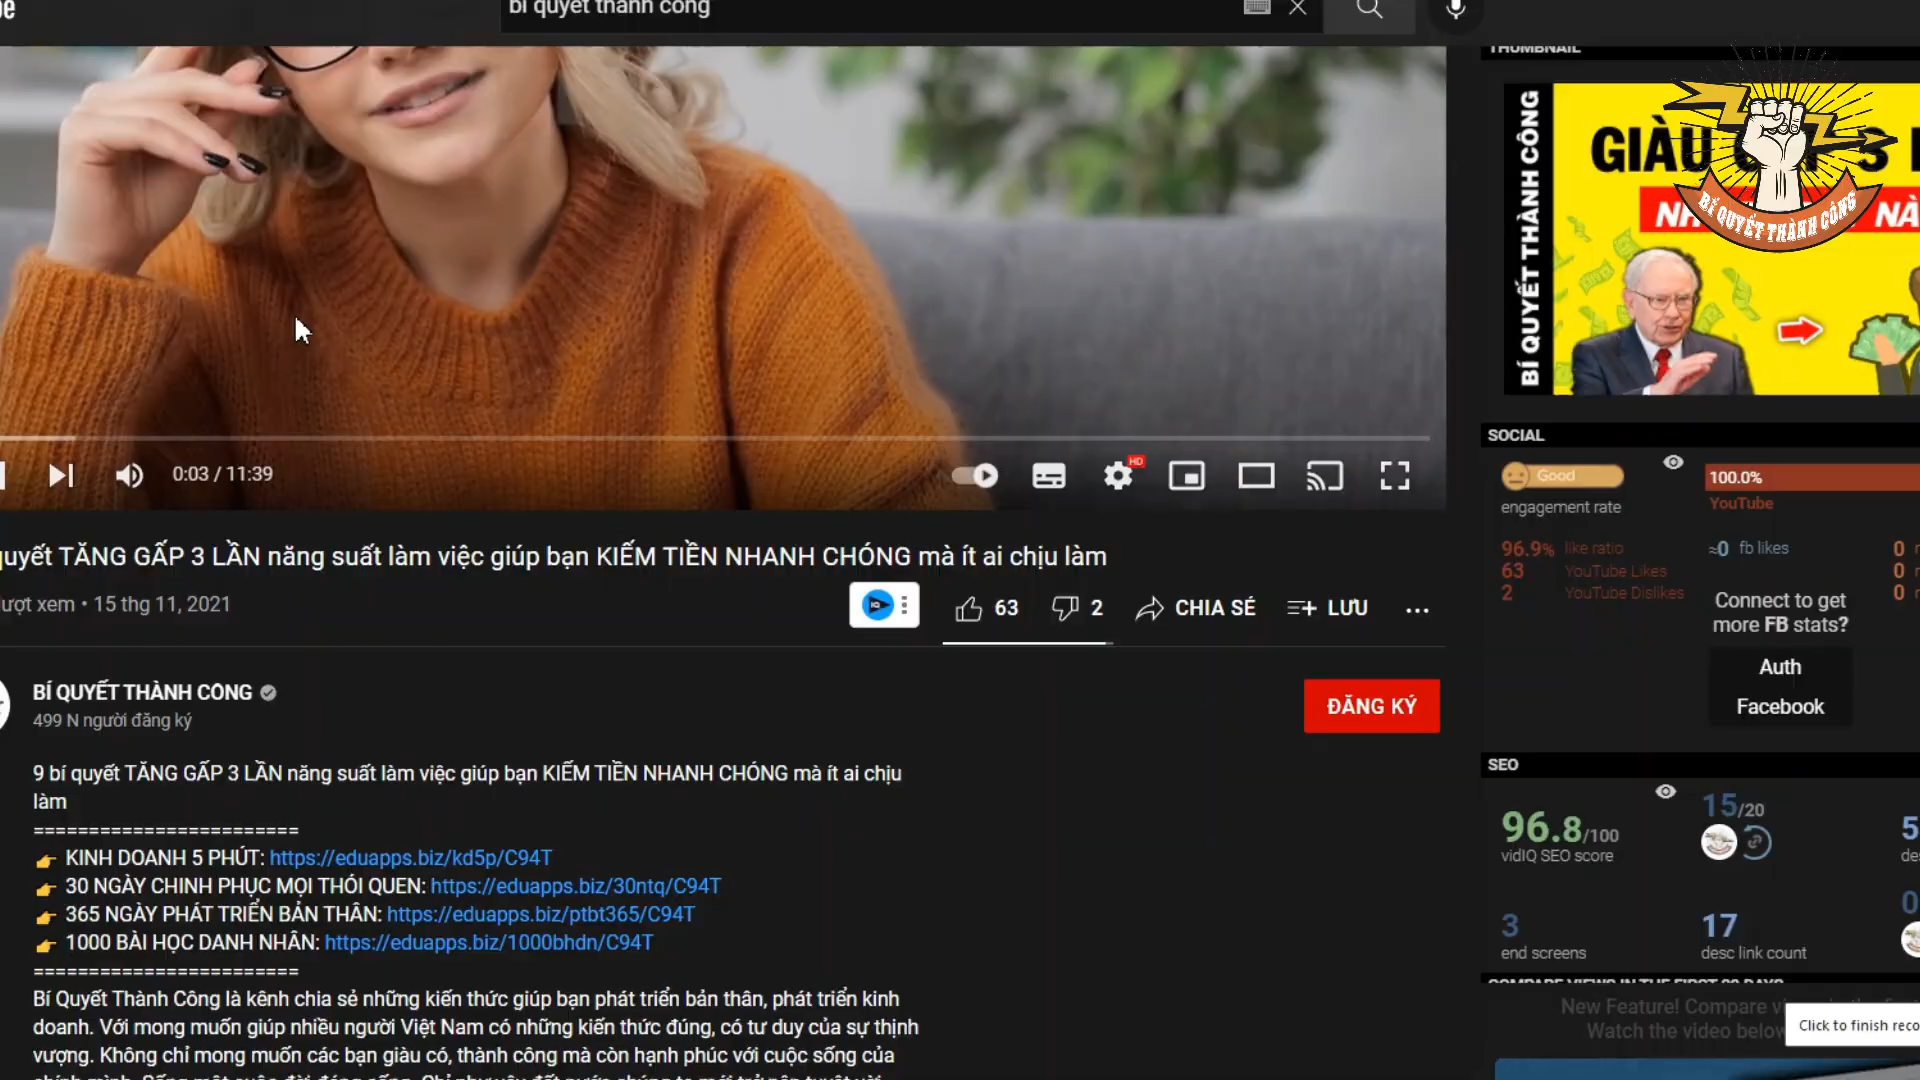 bí quyết thành công
THUMBNAIL
BÍ QUYẾT THÀNH CÔNG
GIÀU
3
BÍ QUYẾT THÀNH CÔNG
0:03 / 11:39
HD
quyết TĂNG GẤP 3 LẦN năng suất làm việc giúp bạn KIẾM TIỀN NHANH CHÓNG mà ít ai chịu làm
lượt xem • 15 thg 11, 2021
63
2
CHIA SẺ
LƯU
BÍ QUYẾT THÀNH CÔNG
499 N người đăng ký
ĐĂNG KÝ
9 bí quyết TĂNG GẤP 3 LẦN năng suất làm việc giúp bạn KIẾM TIỀN NHANH CHÓNG mà ít ai chịu
làm
========================
👉 KINH DOANH 5 PHÚT: https://eduapps.biz/kd5p/C94T
👉 30 NGÀY CHINH PHỤC MỌI THÓI QUEN: https://eduapps.biz/30ntq/C94T
👉 365 NGÀY PHÁT TRIỂN BẢN THÂN: https://eduapps.biz/ptbt365/C94T
👉 1000 BÀI HỌC DANH NHÂN: https://eduapps.biz/1000bhdn/C94T
========================
Bí Quyết Thành Công là kênh chia sẻ những kiến thức giúp bạn phát triển bản thân, phát triển kinh
doanh. Với mong muốn giúp nhiều người Việt Nam có những kiến thức đúng, có tư duy của sự thịnh
vượng. Không chỉ mong muốn các bạn giàu có, thành công mà còn hạnh phúc với cuộc sống của
SOCIAL
Good
engagement rate
100.0%
YouTube
96.9% like ratio
63 YouTube Likes
2 YouTube Dislikes
≈0 fb likes
0
0
0
Connect to get
more FB stats?
Auth
Facebook
SEO
96.8/100
vidIQ SEO score
15/20
3
end screens
17
desc link count
COMPARE VIEWS IN THE FIRST 90 DAYS
New Feature! Compare
Watch the video below
Click to finish reco